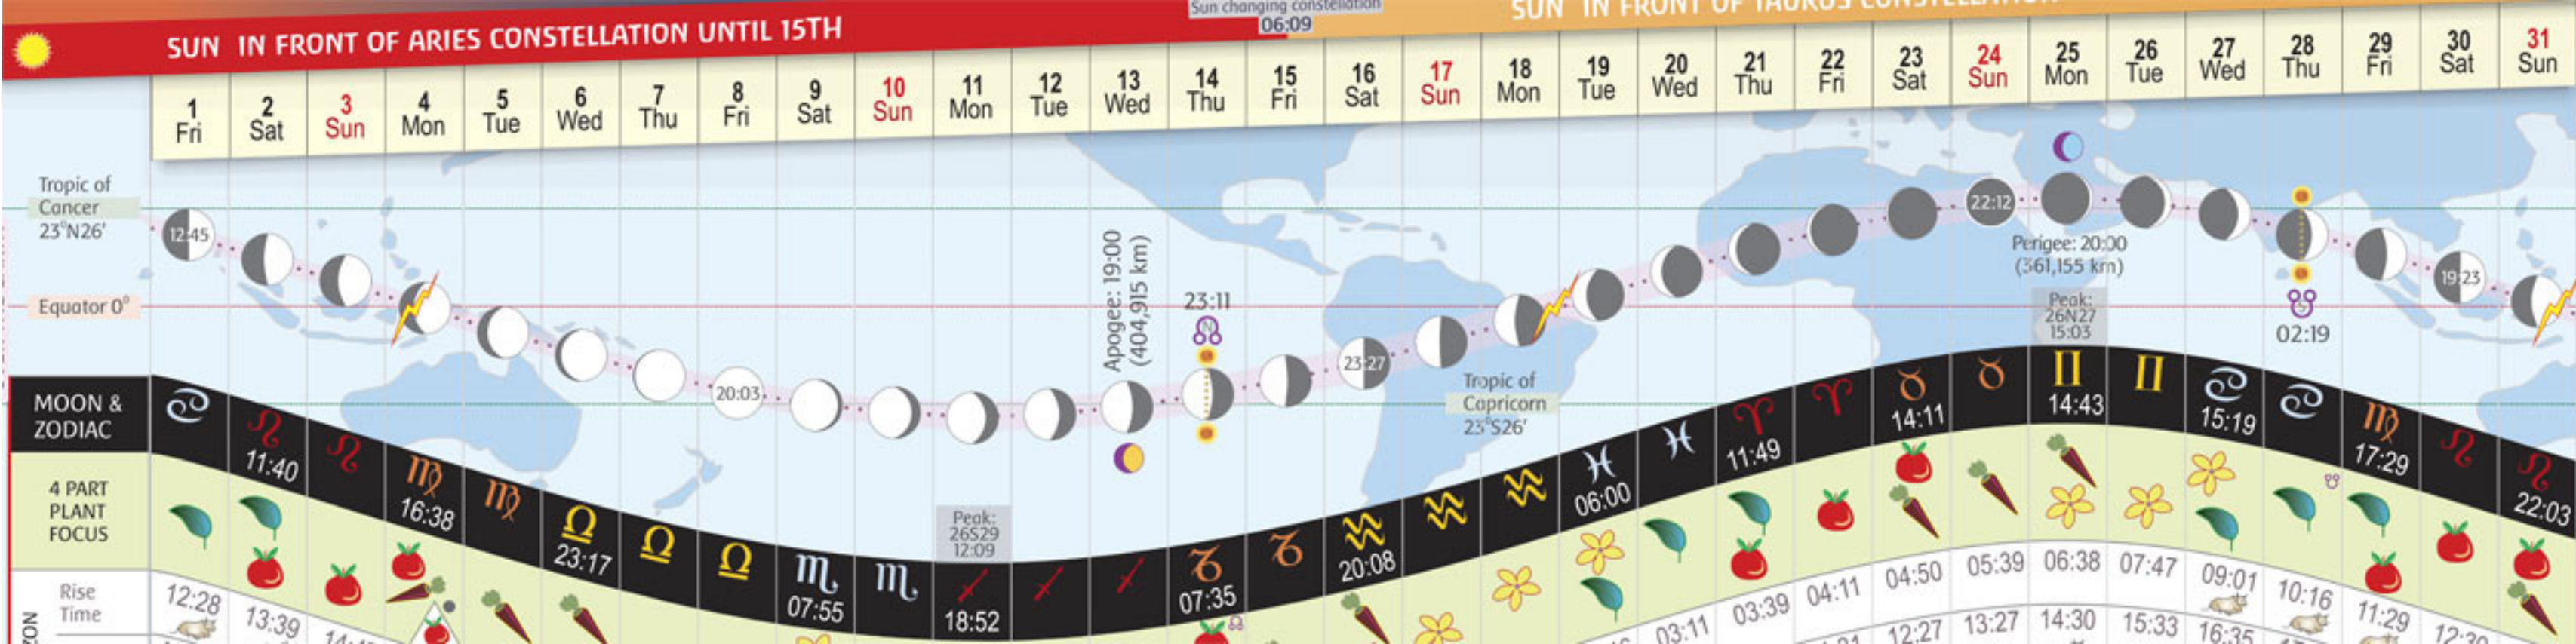 Sun changing constellation
06:09
SUN IN FRONT OF ARIES CONSTELLATION UNTIL 15TH
SUN IN FRONT OF TAURUS CONSTELLATION
1 Fri
2 Sat
3 Sun
4 Mon
5 Tue
6 Wed
7 Thu
8 Fri
9 Sat
10 Sun
11 Mon
12 Tue
13 Wed
14 Thu
15 Fri
16 Sat
17 Sun
18 Mon
19 Tue
20 Wed
21 Thu
22 Fri
23 Sat
24 Sun
25 Mon
26 Tue
27 Wed
28 Thu
29 Fri
30 Sat
31 Sun
Tropic of
Cancer
23°N26'
12:45
Equator 0°
20:03
Apogee: 19:00
(404,915 km)
23:11
N
23:27
Tropic of
Capricorn
23°S26'
22:12
Perigee: 20:00
(361,155 km)
Peak:
26N27
15:03
S
02:19
19:23
Peak:
26S29
12:09
MOON &
ZODIAC
♋
♌ 11:40
♌
♍ 16:38
♍
♎ 23:17
♎
♎
♏ 07:55
♏
18:52
♑ 07:35
♑
♒ 20:08
♒
♒
♓ 06:00
♓
♈ 11:49
♈
♉ 14:11
♉
♊ 14:43
♊
♋ 15:19
♋
♍ 17:29
♌
♌ 22:03
4 PART
PLANT
FOCUS
Rise
Time
12:28
13:39
03:11
03:39
04:11
04:50
05:39
06:38
07:47
09:01
10:16
11:29
12:27
13:27
14:30
15:33
16:35